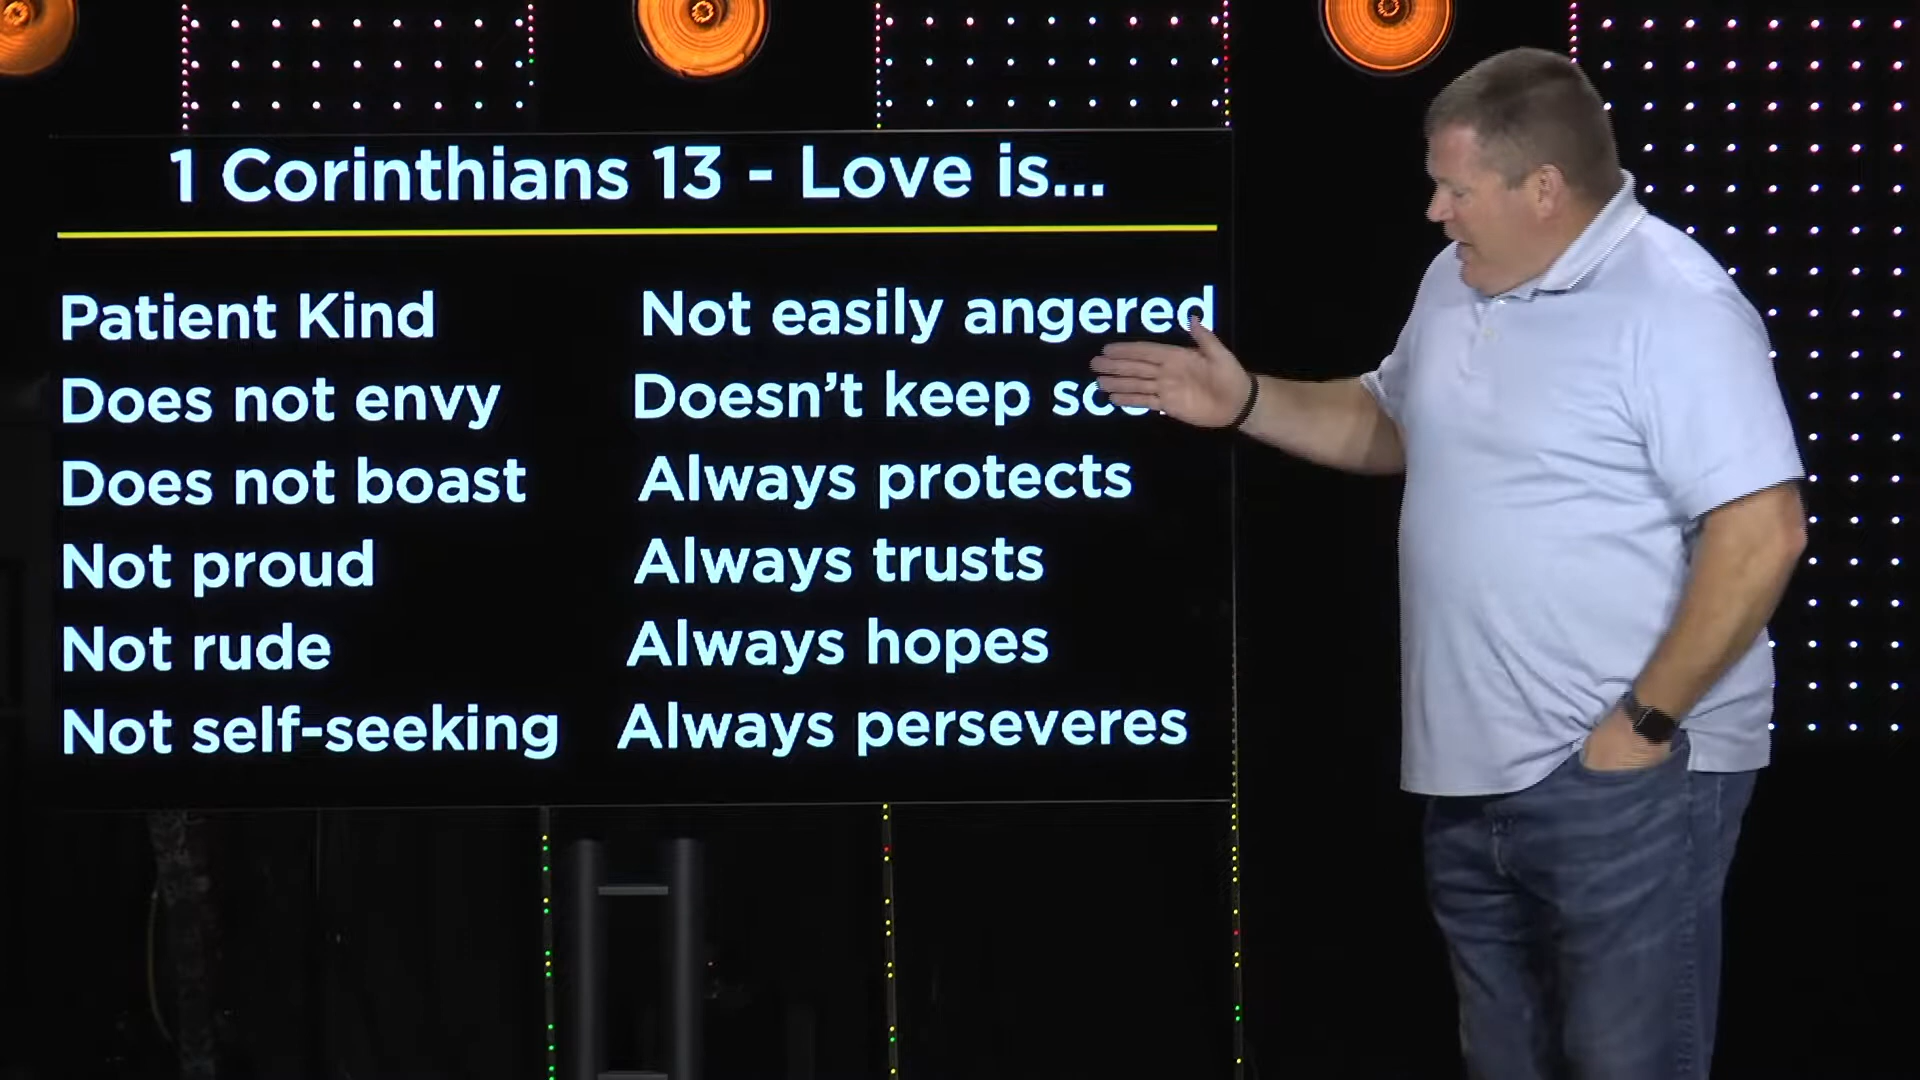 1 Corinthians 13 - Love is...
Patient Kind
Does not envy
Does not boast
Not proud
Not rude
Not self-seeking
Not easily angered
Doesn't keep
Always protects
Always trusts
Always hopes
Always perseveres